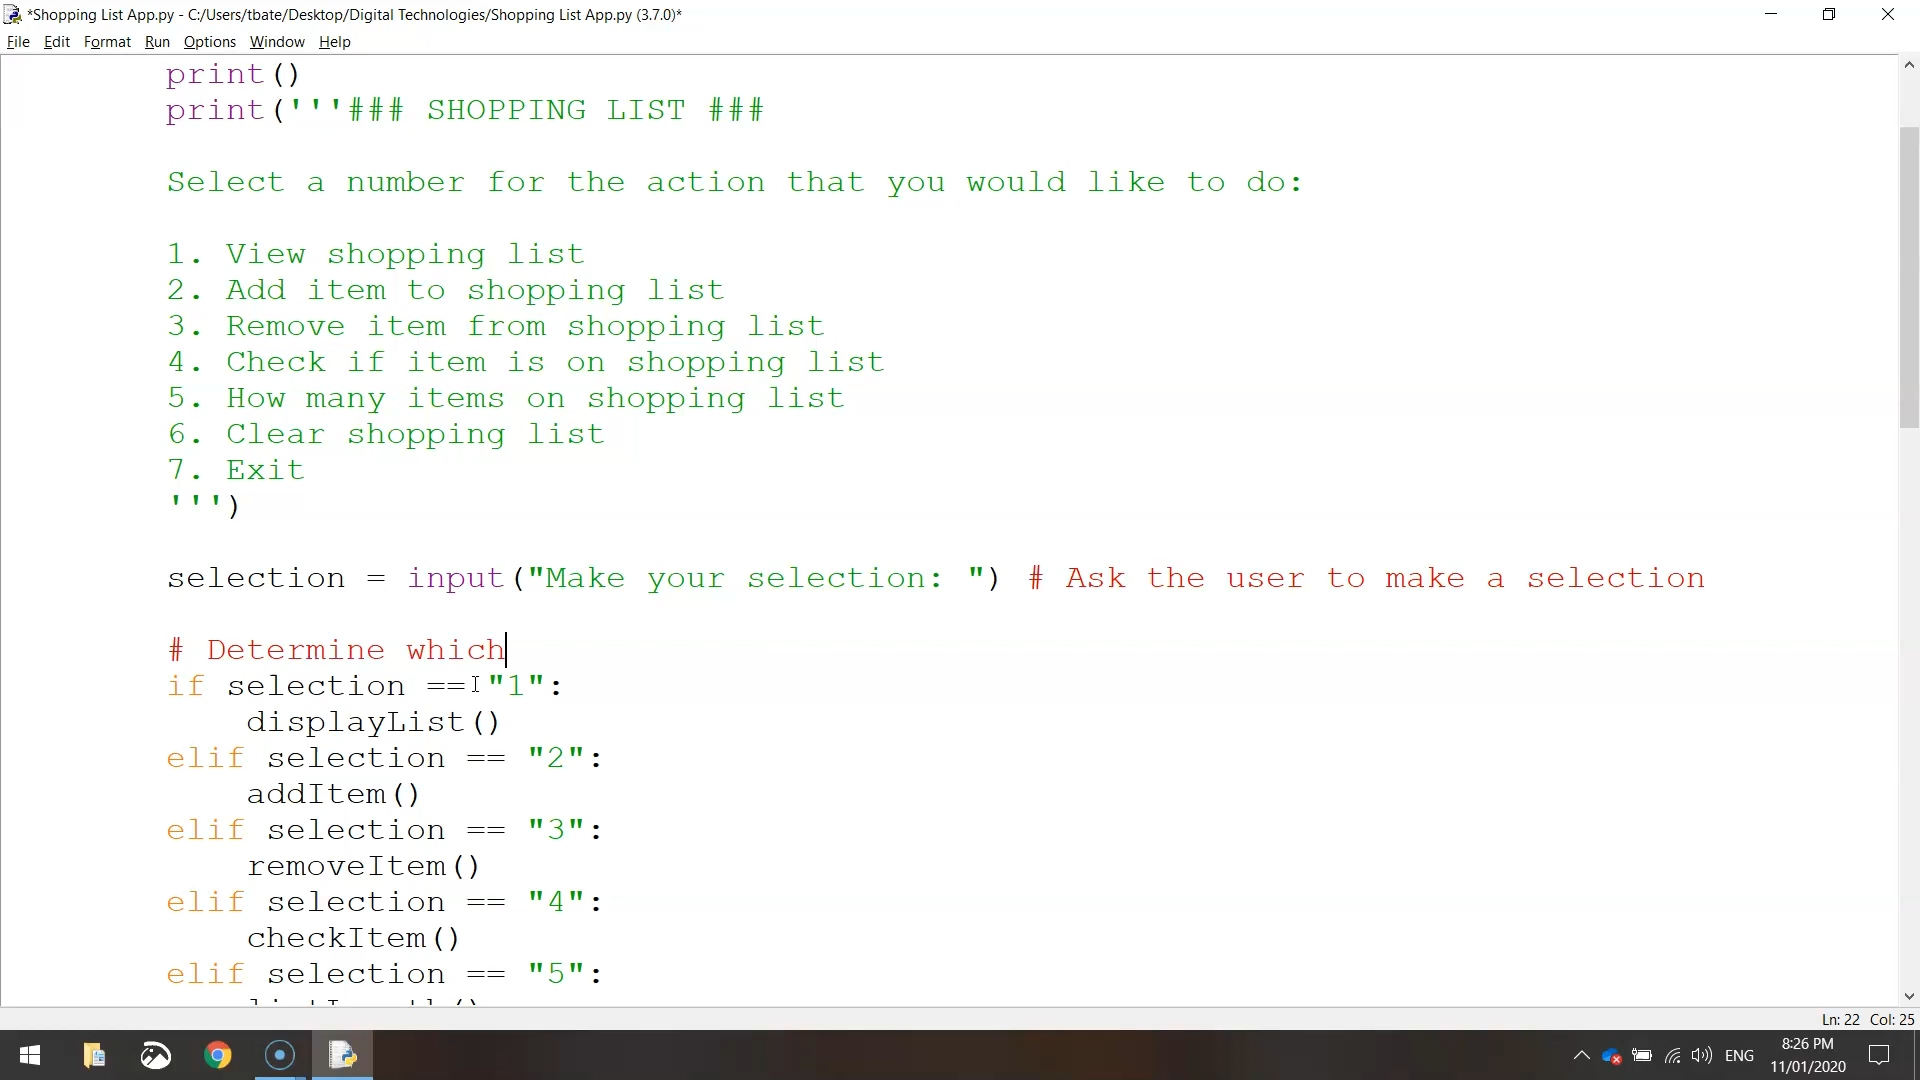 *Shopping List App.py - C:/Users/tbate/Desktop/Digital Technologies/Shopping List App.py (3.7.0)*
File Edit Format Run Options Window Help
print()
print('''### SHOPPING LIST ###
Select a number for the action that you would like to do:
1. View shopping list
2. Add item to shopping list
3. Remove item from shopping list
4. Check if item is on shopping list
5. How many items on shopping list
6. Clear shopping list
7. Exit
''')
selection = input("Make your selection: ") # Ask the user to make a selection
# Determine which
if selection == "1":
displayList()
elif selection == "2":
addItem()
elif selection == "3":
removeItem()
elif selection == "4":
checkItem()
elif selection == "5":
Ln: 22 Col: 25
ENG
8:26 PM
11/01/2020